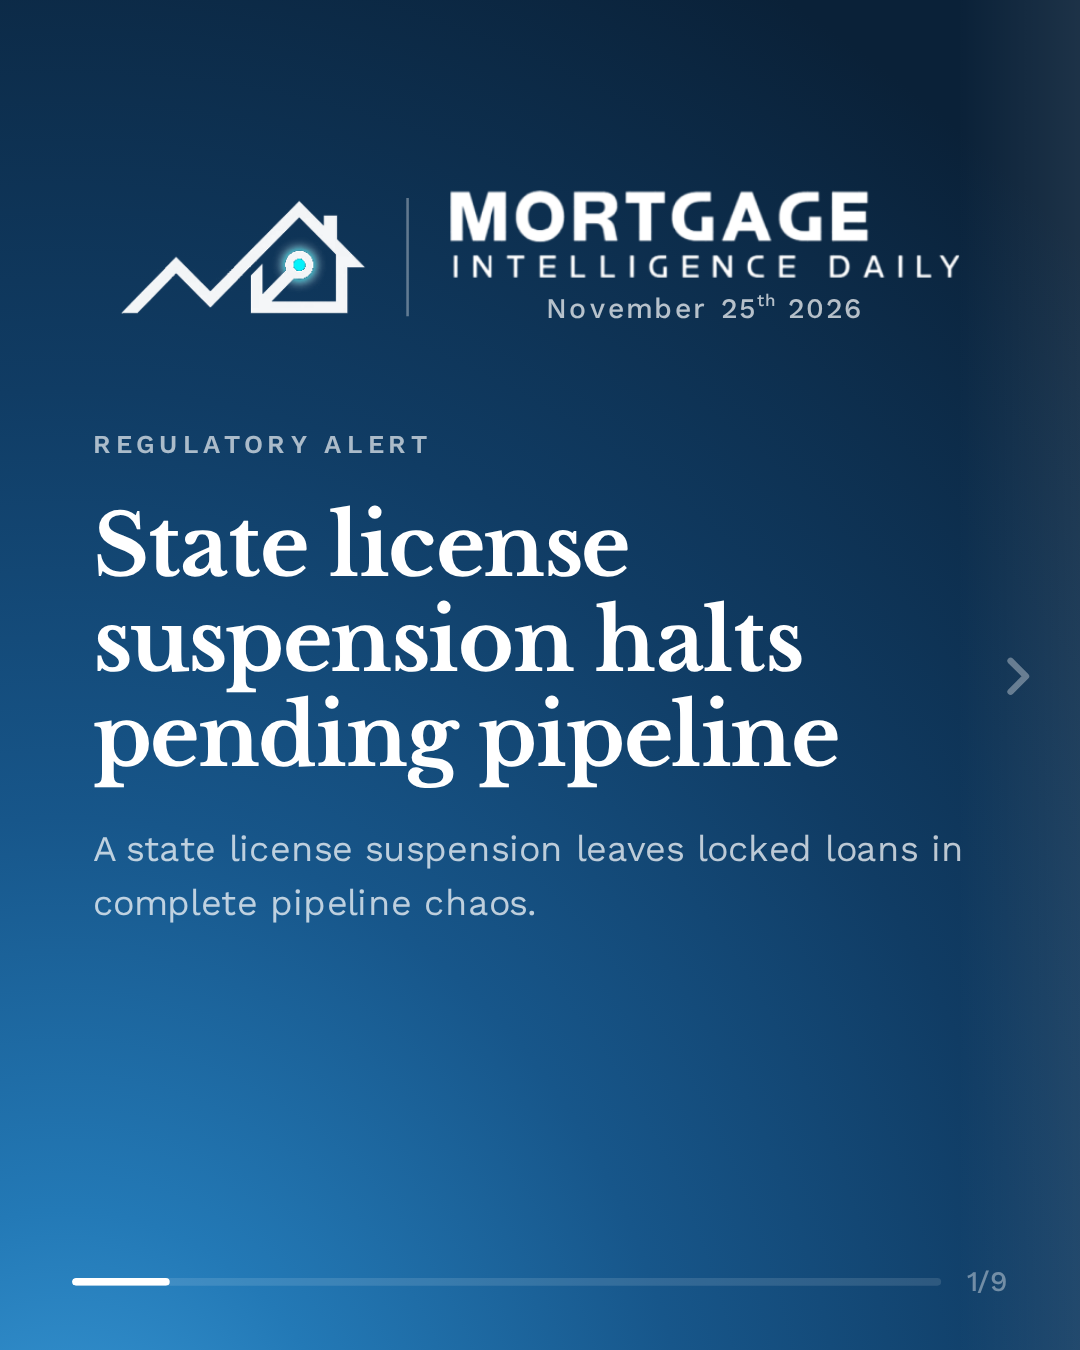 MORTGAGE
INTELLIGENCE DAILY
November 25th 2026
REGULATORY ALERT
State license
suspension halts
pending pipeline
A state license suspension leaves locked loans in
complete pipeline chaos.
1/9